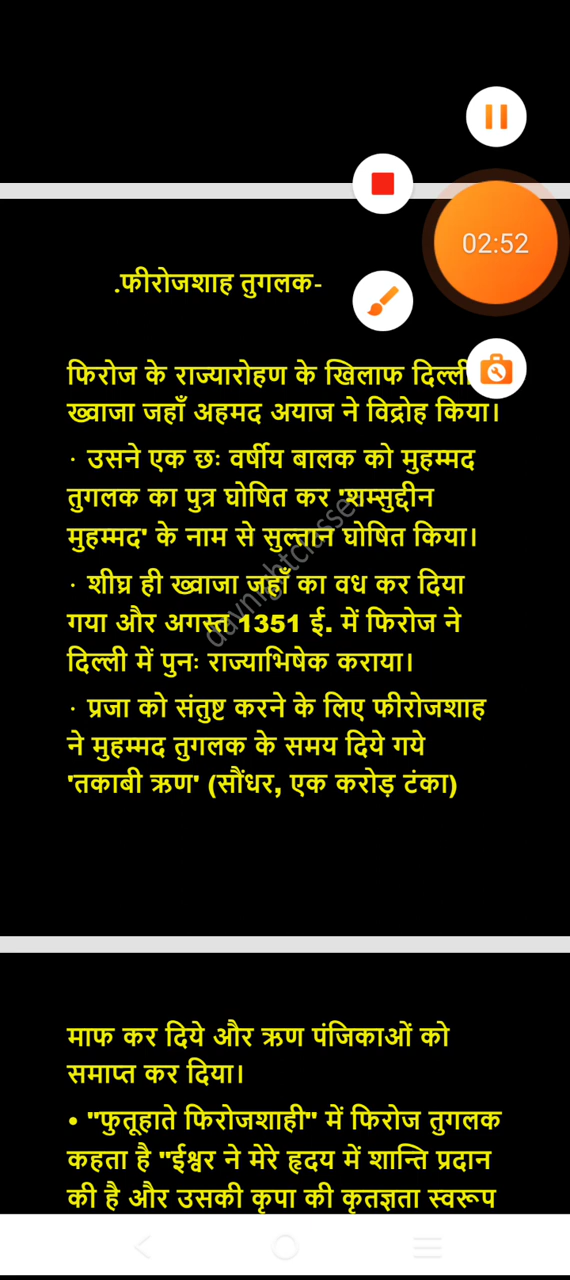 02:52
.फीरोजशाह तुगलक-
फिरोज के राज्यारोहण के खिलाफ दिल्ली
ख्वाजा जहाँ अहमद अयाज ने विद्रोह किया।
· उसने एक छः वर्षीय बालक को मुहम्मद
तुगलक का पुत्र घोषित कर 'शम्सुद्दीन
मुहम्मद' के नाम से सुल्तान घोषित किया।
· शीघ्र ही ख्वाजा जहाँ का वध कर दिया
गया और अगस्त 1351 ई. में फिरोज ने
दिल्ली में पुनः राज्याभिषेक कराया।
· प्रजा को संतुष्ट करने के लिए फीरोजशाह
ने मुहम्मद तुगलक के समय दिये गये
'तकाबी ऋण' (सौंधर, एक करोड़ टंका)
माफ कर दिये और ऋण पंजिकाओं को
समाप्त कर दिया।
• "फुतूहाते फिरोजशाही" में फिरोज तुगलक
कहता है "ईश्वर ने मेरे हृदय में शान्ति प्रदान
की है और उसकी कृपा की कृतज्ञता स्वरूप